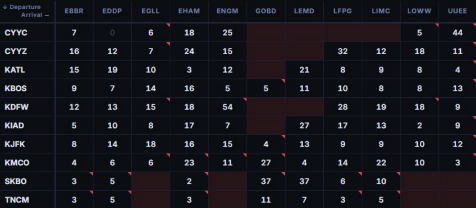 ↓ Departure
Arrival → EBBR EDDP EGLL EHAM ENGM GOBD LEMD LFPG LIMC LOWW UUEE
CYYC 7 0 6 18 25 5 44
CYYZ 16 12 7 24 15 32 12 18 11
KATL 15 19 10 3 12 21 8 9 8 4
KBOS 9 7 14 16 5 5 11 10 8 8 13
KDFW 12 13 15 18 54 28 19 18 9
KIAD 5 10 8 17 7 27 17 13 2 9
KJFK 8 14 18 16 15 4 13 9 9 10 12
KMCO 4 6 6 23 11 27 4 14 22 10 3
SKBO 3 5 2 37 37 6 10
TNCM 3 5 3 11 7 3 5